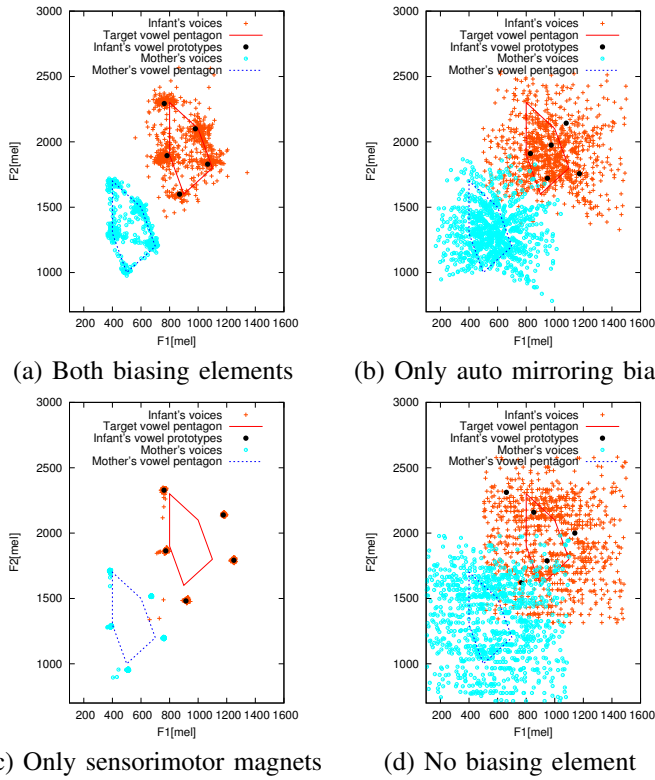 3000
2500
2000
1500
1000
F2[mel]
200 400 600 800 1000 1200 1400 1600
F1[mel]
Infant's voices
Target vowel pentagon
Infant's vowel prototypes
Mother's voices
Mother's vowel pentagon
3000
2500
2000
1500
1000
F2[mel]
200 400 600 800 1000 1200 1400 1600
F1[mel]
Infant's voices
Target vowel pentagon
Infant's vowel prototypes
Mother's voices
Mother's vowel pentagon
(a) Both biasing elements
(b) Only auto mirroring bia
3000
2500
2000
1500
1000
F2[mel]
200 400 600 800 1000 1200 1400 1600
F1[mel]
Infant's voices
Target vowel pentagon
Infant's vowel prototypes
Mother's voices
Mother's vowel pentagon
3000
2500
2000
1500
1000
F2[mel]
200 400 600 800 1000 1200 1400 1600
F1[mel]
Infant's voices
Target vowel pentagon
Infant's vowel prototypes
Mother's voices
Mother's vowel pentagon
c) Only sensorimotor magnets
(d) No biasing element